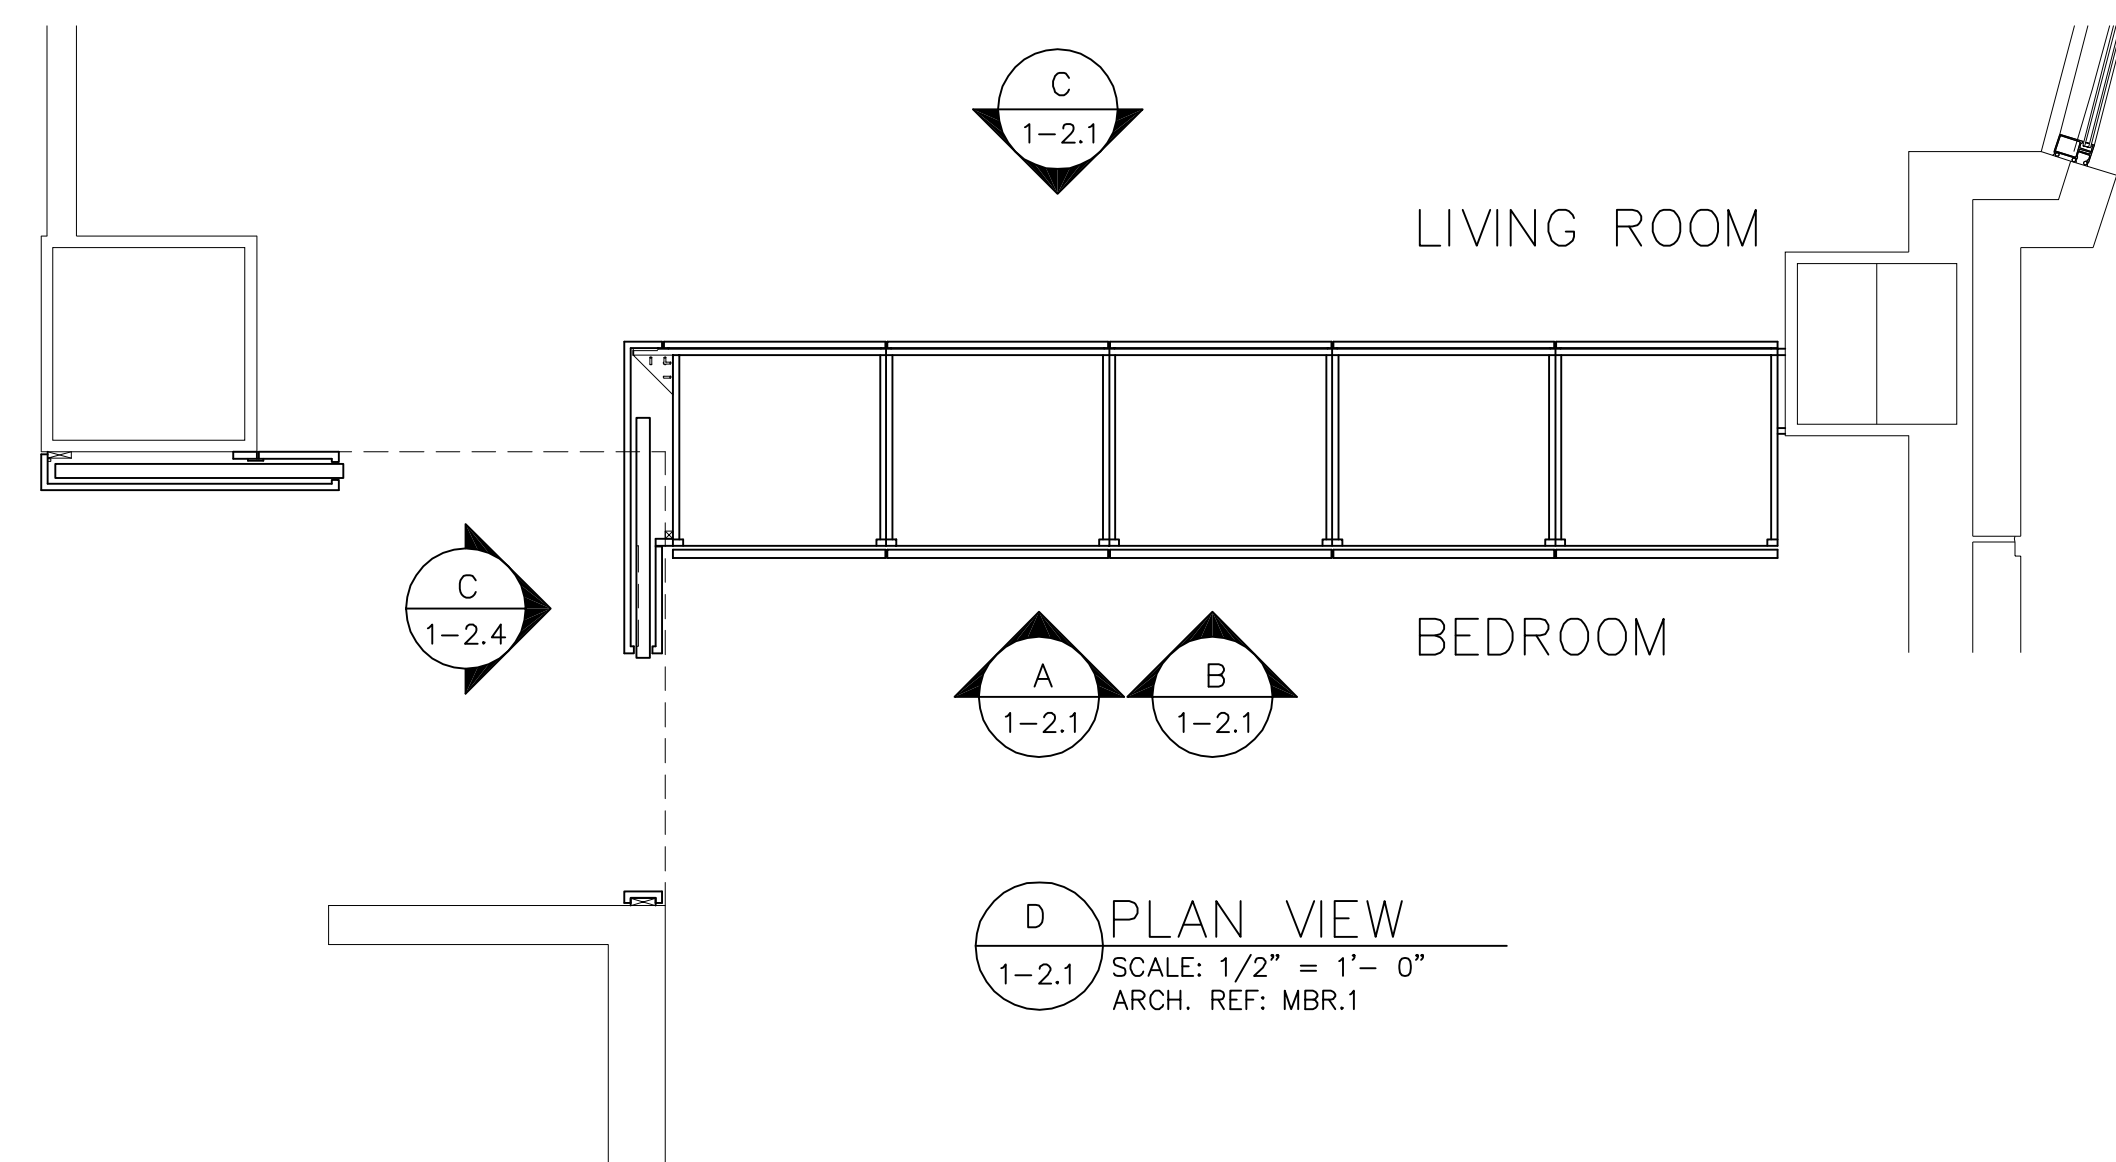 C
1-2.1
LIVING ROOM
C
1-2.4
BEDROOM
A
1-2.1
B
1-2.1
D
1-2.1
PLAN VIEW
SCALE: 1/2" = 1'- 0"
ARCH. REF: MBR.1